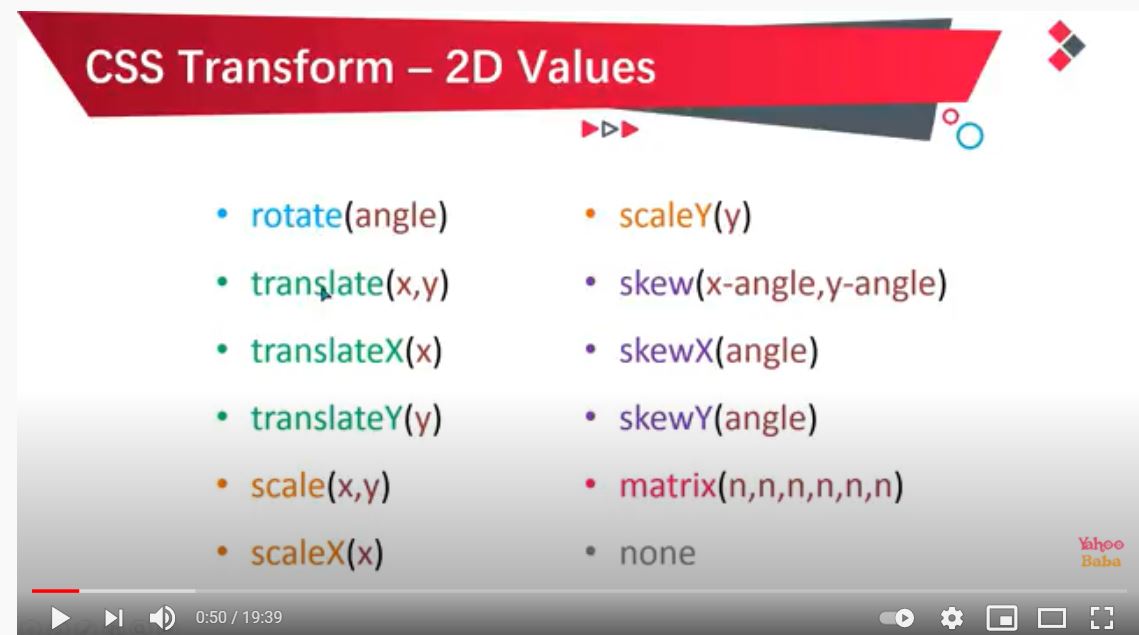 CSS Transform – 2D Values
• rotate(angle)
• translate(x,y)
• translateX(x)
• translateY(y)
• scale(x,y)
• scaleX(x)
• scaleY(y)
• skew(x-angle,y-angle)
• skewX(angle)
• skewY(angle)
• matrix(n,n,n,n,n,n)
• none
Yahoo
Baba
0:50 / 19:39